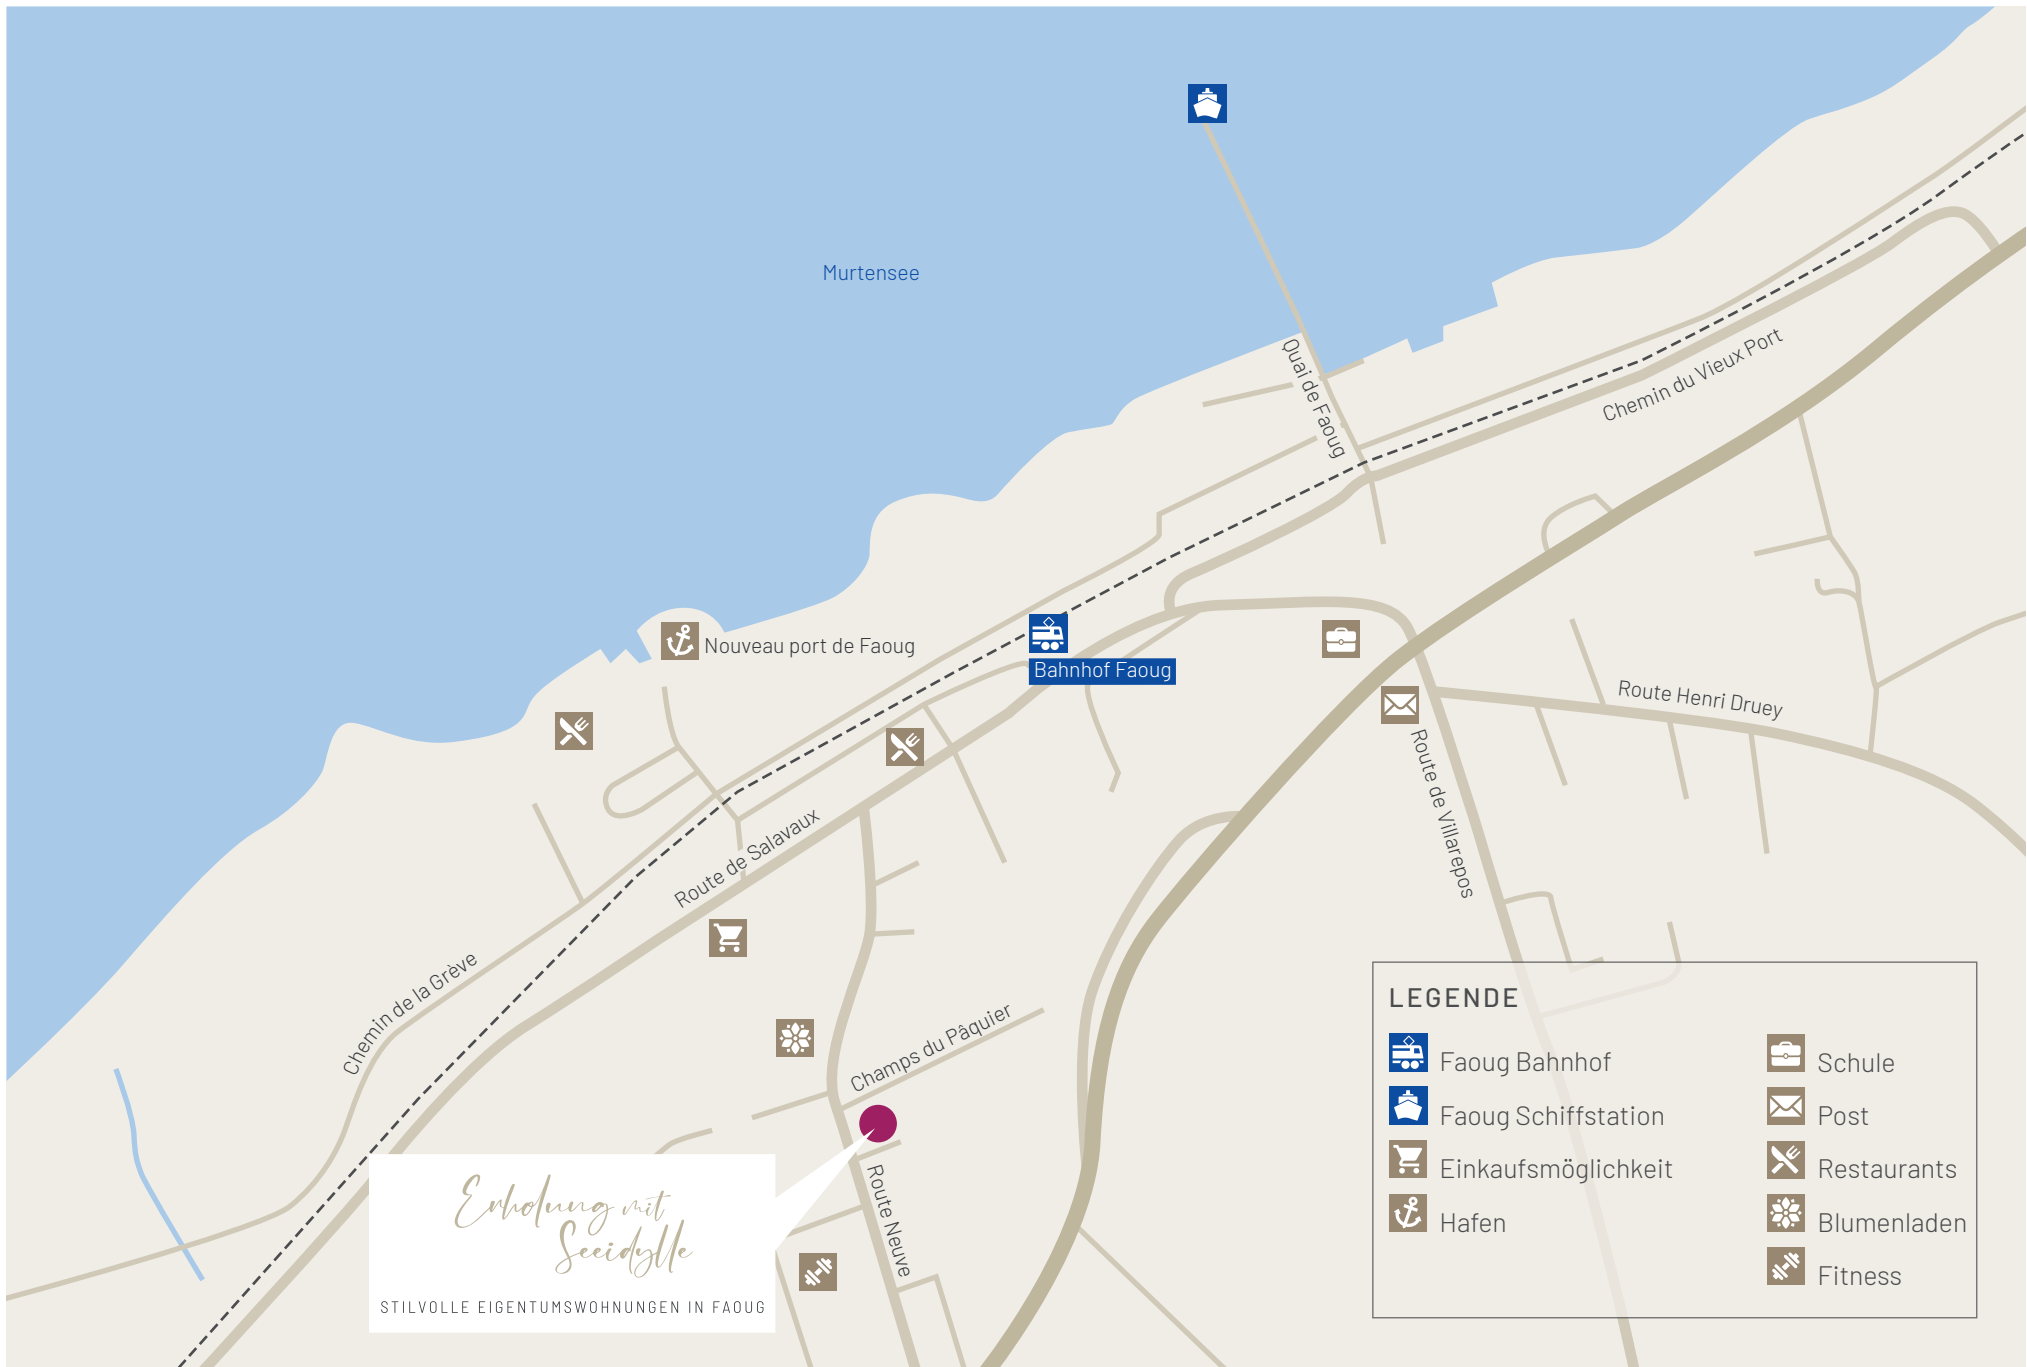 Murtensee
Quai de Faoug
Chemin du Vieux Port
Nouveau port de Faoug
Bahnhof Faoug
Route Henri Druey
Route de Villarepos
Route de Salavaux
Chemin de la Grève
Champs du Pâquier
Route Neuve
Erholung mit
Seeidylle
STILVOLLE EIGENTUMSWOHNUNGEN IN FAOUG
LEGENDE
Faoug Bahnhof
Faoug Schiffstation
Einkaufsmöglichkeit
Hafen
Schule
Post
Restaurants
Blumenladen
Fitness